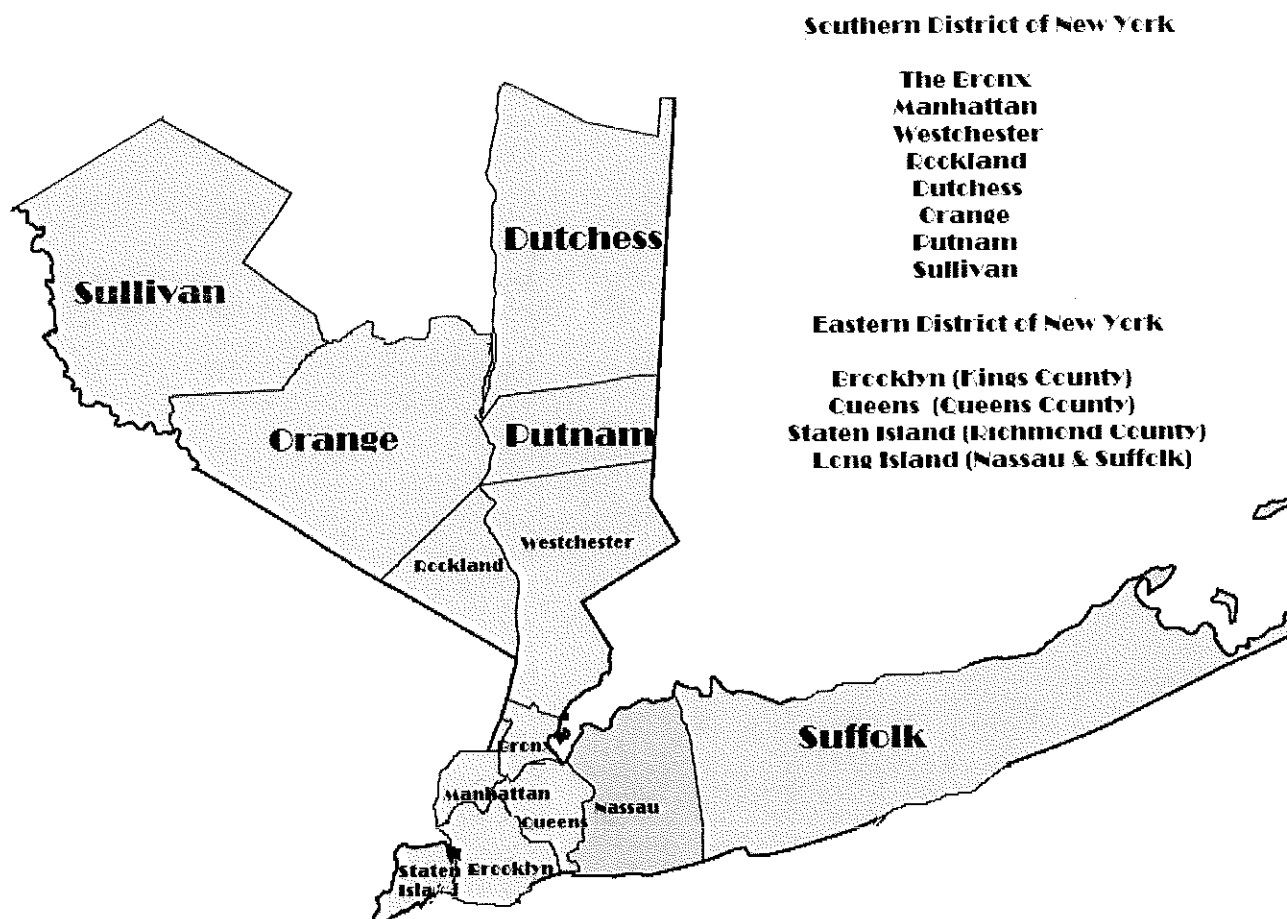 Southern District of New York
The Bronx
Manhattan
Westchester
Rockland
Dutchess
Orange
Putnam
Sullivan
Eastern District of New York
Brooklyn (Kings County)
Queens (Queens County)
Staten Island (Richmond County)
Long Island (Nassau & Suffolk)
Dutchess
Sullivan
Orange
Putnam
Westchester
Rockland
Suffolk
Bronx
Manhattan
Nassau
Queens
Staten
Island
Brooklyn